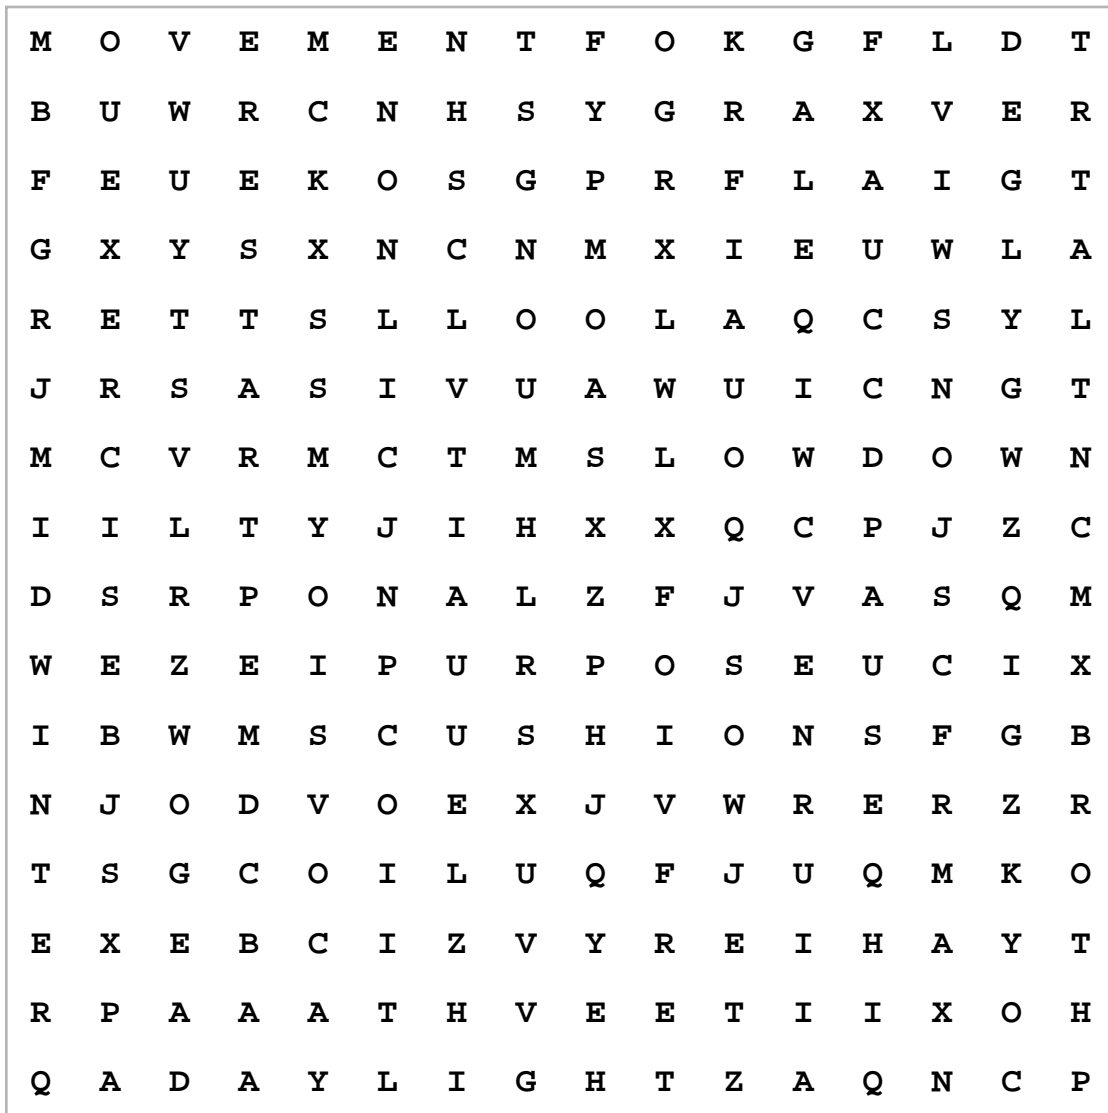 M O V E M E N T F O K G F L D T
B U W R C N H S Y G R A X V E R
F E U E K O S G P R F L A I G T
G X Y S X N C N M X I E U W L A
R E T T S L L O O L A Q C S Y L
J R S A S I V U A W U I C N G T
M C V R M C T M S L O W D O W N
I I L T Y J I H X X Q C P J Z C
D S R P O N A L Z F J V A S Q M
W E Z E I P U R P O S E U C I X
I B W M S C U S H I O N S F G B
N J O D V O E X J V W R E R Z R
T S G C O I L U Q F J U Q M K O
E X E B C I Z V Y R E I H A Y T
R P A A A T H V E E T I I X O H
Q A D A Y L I G H T Z A Q N C P